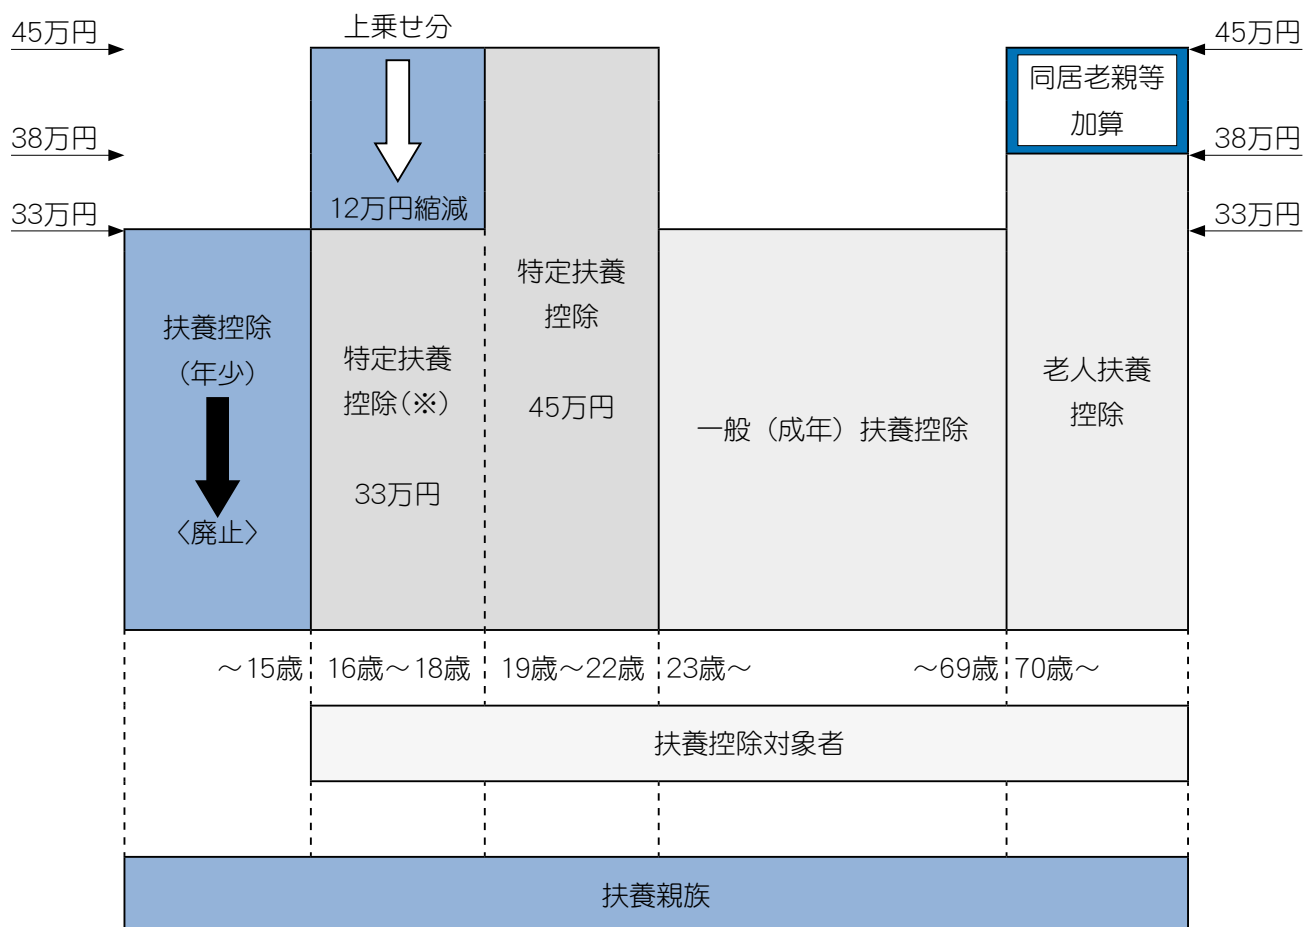 45万円
上乗せ分
45万円
同居老親等
加算
38万円
38万円
12万円縮減
33万円
33万円
扶養控除
（年少）
〈廃止〉
特定扶養
控除（※）
33万円
特定扶養
控除
45万円
一般（成年）扶養控除
老人扶養
控除
～15歳
16歳～18歳
19歳～22歳
23歳～
～69歳
70歳～
扶養控除対象者
扶養親族